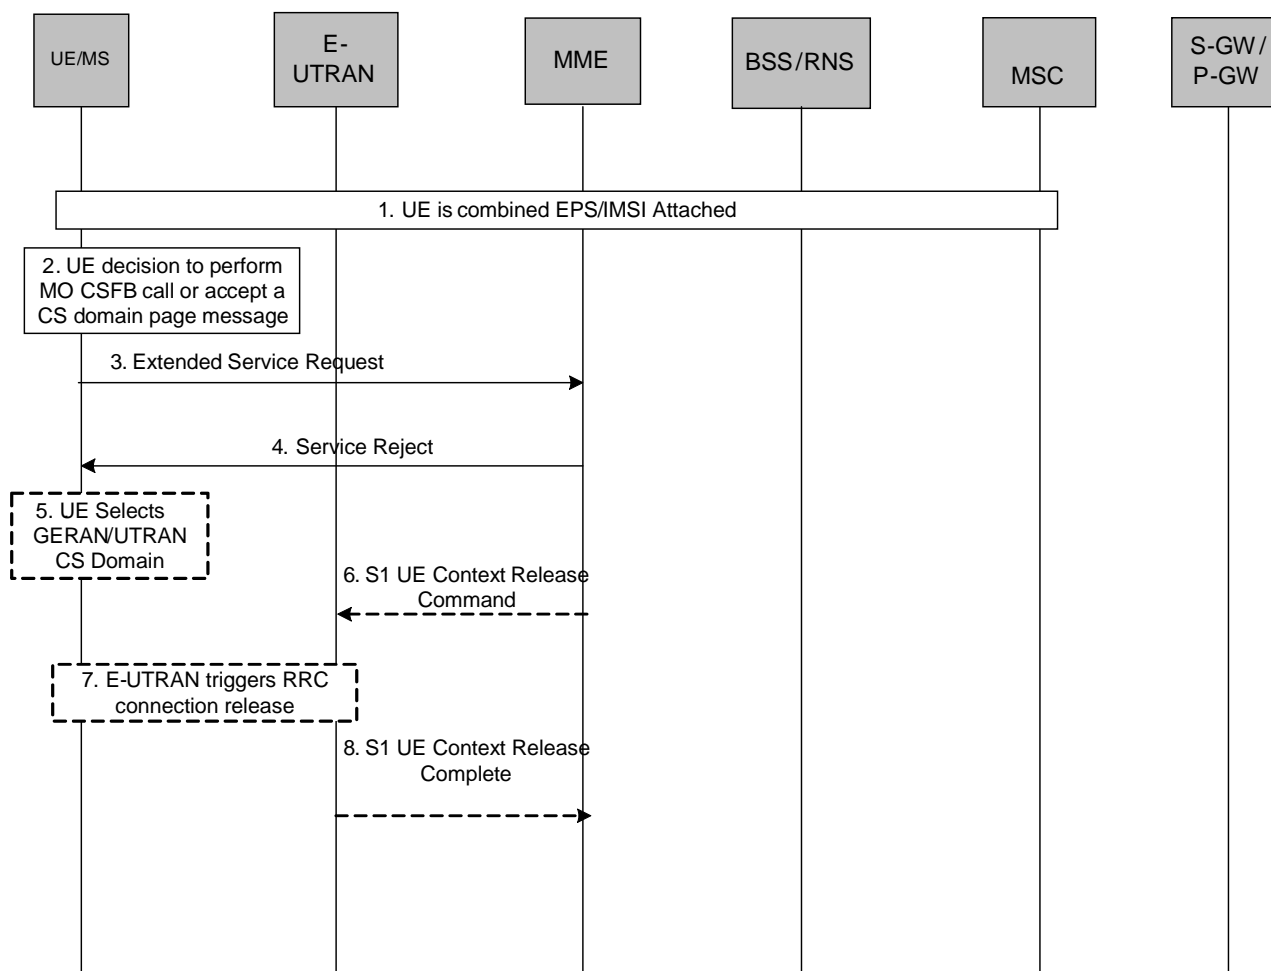 UE/MS
E-
UTRAN
MME
BSS/RNS
MSC
S-GW/
P-GW
1. UE is combined EPS/IMSI Attached
2. UE decision to perform
MO CSFB call or accept a
CS domain page message
3. Extended Service Request
4. Service Reject
5. UE Selects
GERAN/UTRAN
CS Domain
6. S1 UE Context Release
Command
7. E-UTRAN triggers RRC
connection release
8. S1 UE Context Release
Complete